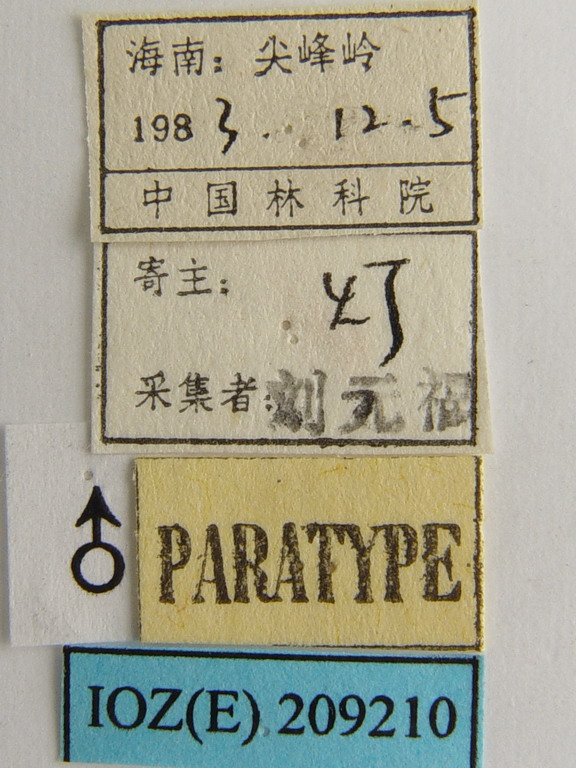 海南：尖峰岭
1983. 12.5
中国林科院
寄主： 灯
采集者：刘元福
♂
PARATYPE
IOZ(E) 209210